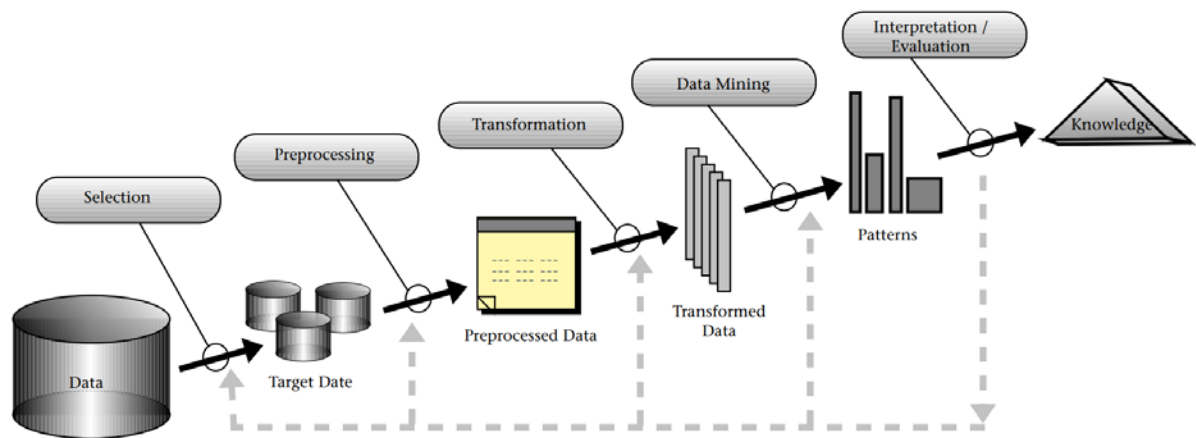 Interpretation /
Evaluation
Data Mining
Transformation
Preprocessing
Selection
Data
Target Date
Preprocessed Data
Transformed
Data
Patterns
Knowledge